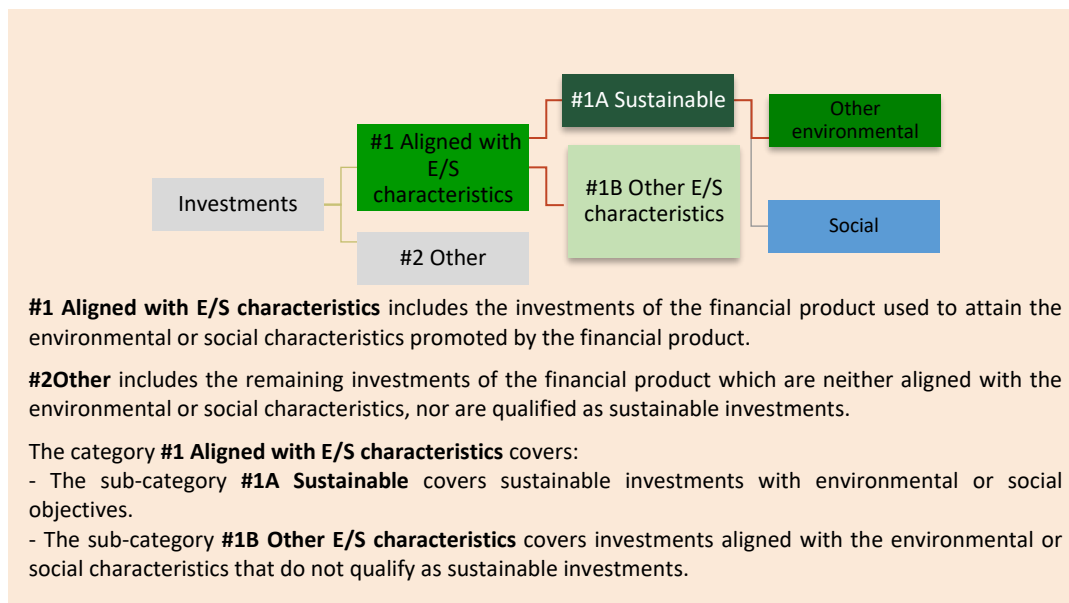 #1A Sustainable
Other
environmental
#1 Aligned with
E/S
characteristics
Investments
#1B Other E/S
characteristics
Social
#2 Other
#1 Aligned with E/S characteristics includes the investments of the financial product used to attain the
environmental or social characteristics promoted by the financial product.
#2Other includes the remaining investments of the financial product which are neither aligned with the
environmental or social characteristics, nor are qualified as sustainable investments.
The category #1 Aligned with E/S characteristics covers:
- The sub-category #1A Sustainable covers sustainable investments with environmental or social
objectives.
- The sub-category #1B Other E/S characteristics covers investments aligned with the environmental or
social characteristics that do not qualify as sustainable investments.